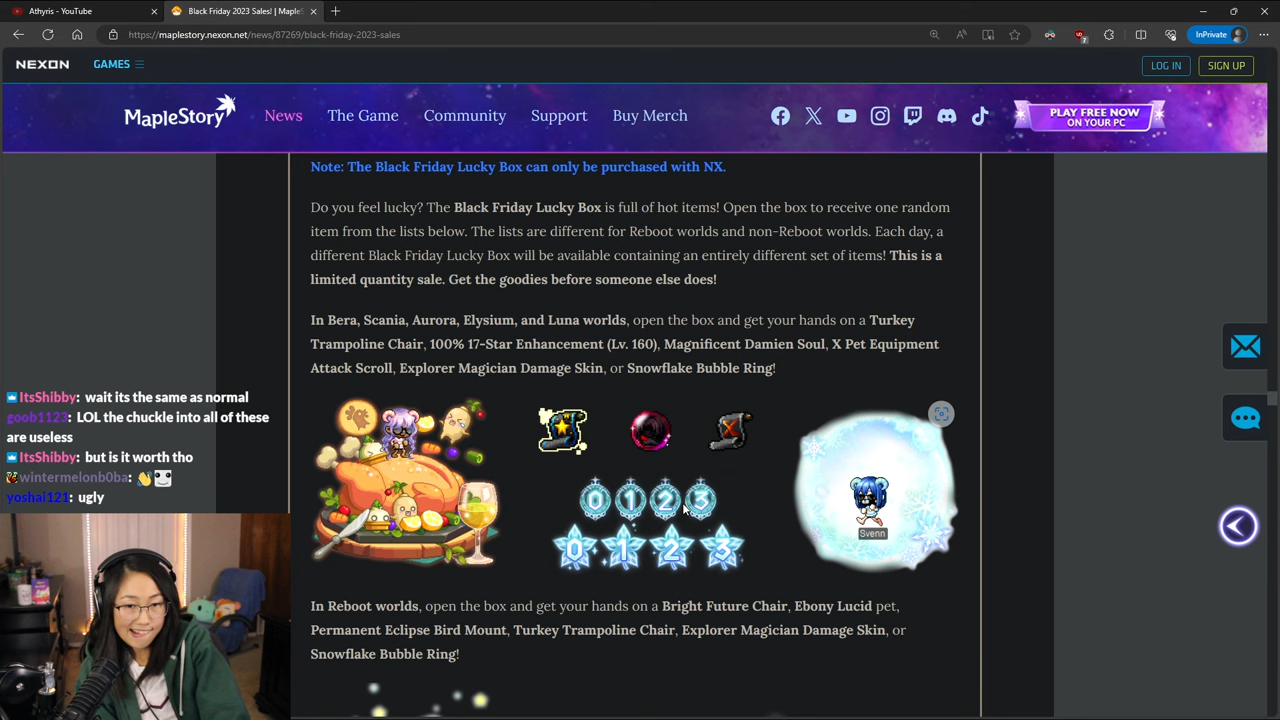 Athyris - YouTube
Black Friday 2023 Sales! | MapleS
https://maplestory.nexon.net/news/87269/black-friday-2023-sales
7
InPrivate
NEXON
GAMES
LOG IN
SIGN UP
MapleStory
News
The Game
Community
Support
Buy Merch
PLAY FREE NOW
ON YOUR PC
Note: The Black Friday Lucky Box can only be purchased with NX.
Do you feel lucky? The Black Friday Lucky Box is full of hot items! Open the box to receive one random
item from the lists below. The lists are different for Reboot worlds and non-Reboot worlds. Each day, a
different Black Friday Lucky Box will be available containing an entirely different set of items! This is a
limited quantity sale. Get the goodies before someone else does!
In Bera, Scania, Aurora, Elysium, and Luna worlds, open the box and get your hands on a Turkey
Trampoline Chair, 100% 17-Star Enhancement (Lv. 160), Magnificent Damien Soul, X Pet Equipment
Attack Scroll, Explorer Magician Damage Skin, or Snowflake Bubble Ring!
0 1 2 3
0 1 2 3
Svenn
In Reboot worlds, open the box and get your hands on a Bright Future Chair, Ebony Lucid pet,
Permanent Eclipse Bird Mount, Turkey Trampoline Chair, Explorer Magician Damage Skin, or
Snowflake Bubble Ring!
ItsShibby: wait its the same as normal
goob1123: LOL the chuckle into all of these
are useless
ItsShibby: but is it worth tho
wintermelonb0ba:
yoshai121: ugly